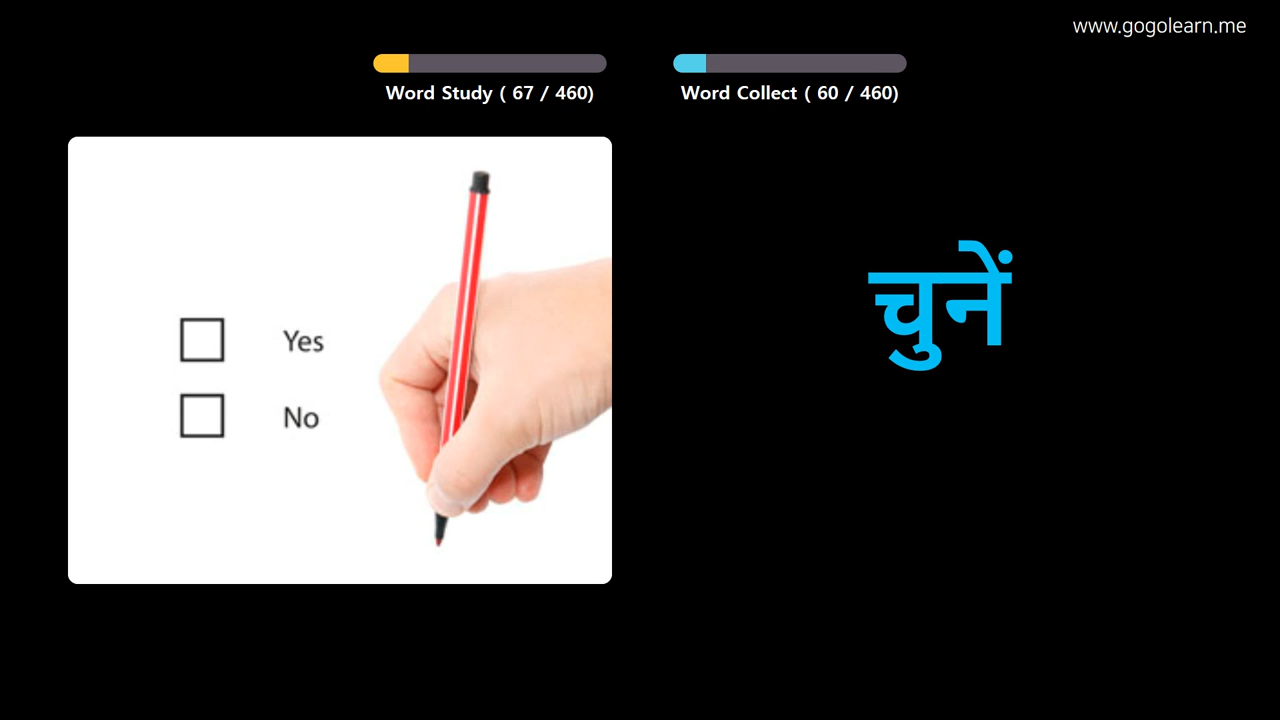 www.gogolearn.me
Word Study ( 67 / 460)
Word Collect ( 60 / 460)
Yes
No
चुनें